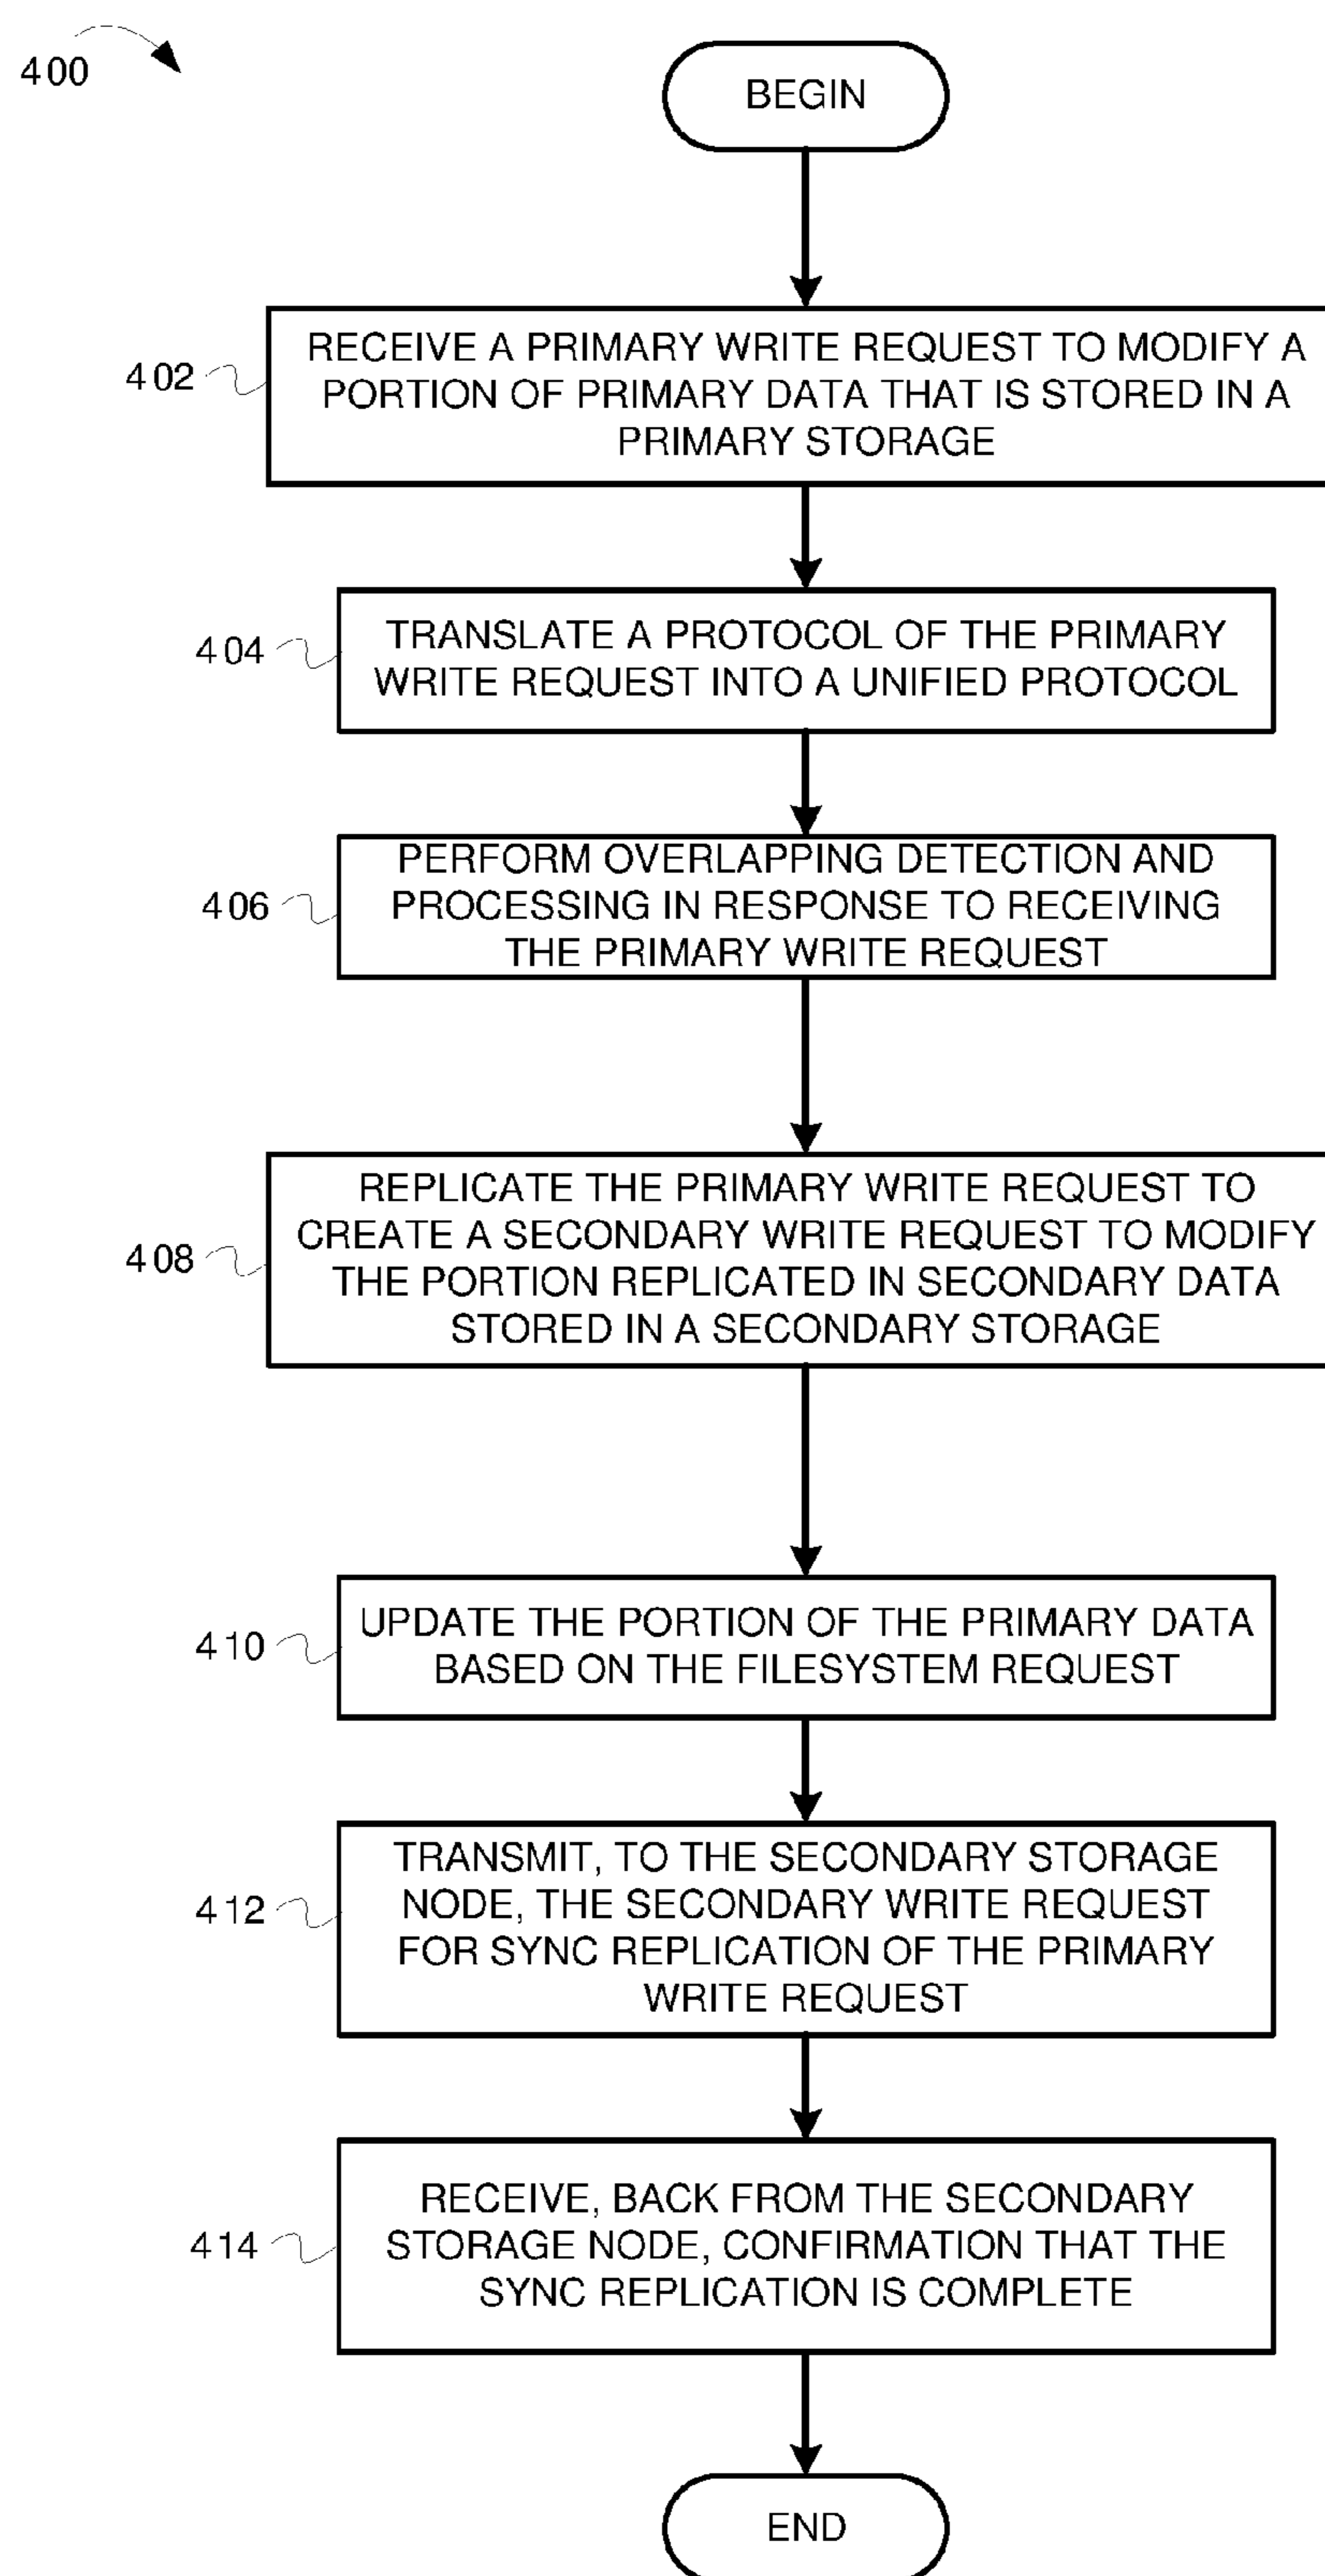 400
BEGIN
402
RECEIVE A PRIMARY WRITE REQUEST TO MODIFY A
PORTION OF PRIMARY DATA THAT IS STORED IN A
PRIMARY STORAGE
404
TRANSLATE A PROTOCOL OF THE PRIMARY
WRITE REQUEST INTO A UNIFIED PROTOCOL
406
PERFORM OVERLAPPING DETECTION AND
PROCESSING IN RESPONSE TO RECEIVING
THE PRIMARY WRITE REQUEST
408
REPLICATE THE PRIMARY WRITE REQUEST TO
CREATE A SECONDARY WRITE REQUEST TO MODIFY
THE PORTION REPLICATED IN SECONDARY DATA
STORED IN A SECONDARY STORAGE
410
UPDATE THE PORTION OF THE PRIMARY DATA
BASED ON THE FILESYSTEM REQUEST
412
TRANSMIT, TO THE SECONDARY STORAGE
NODE, THE SECONDARY WRITE REQUEST
FOR SYNC REPLICATION OF THE PRIMARY
WRITE REQUEST
414
RECEIVE, BACK FROM THE SECONDARY
STORAGE NODE, CONFIRMATION THAT THE
SYNC REPLICATION IS COMPLETE
END